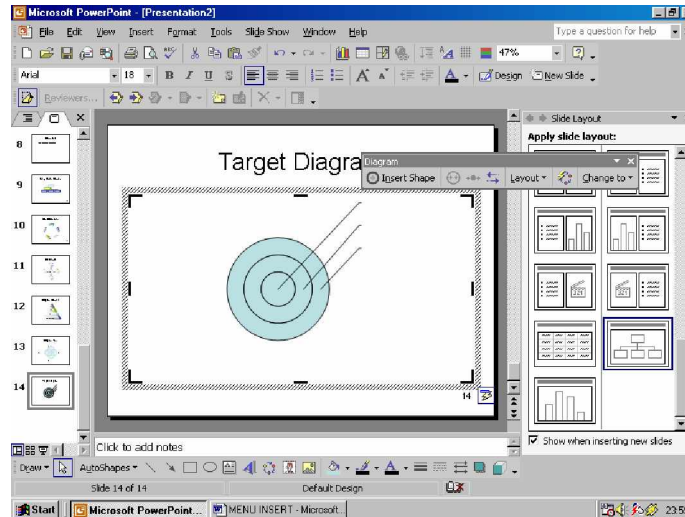 Microsoft PowerPoint - [Presentation2]
File Edit View Insert Format Tools Slide Show Window Help Type a question for help
47%
Arial 18 B I U S A A A Design New Slide
Reviewers...
Slide Layout
Apply slide layout:
8
9
10
11
12
13
14
Target Diagra
Diagram
Insert Shape Layout Change to
14
Click to add notes
Show when inserting new slides
Draw AutoShapes
Slide 14 of 14 Default Design
Start Microsoft PowerPoint... MENU INSERT - Microsoft...